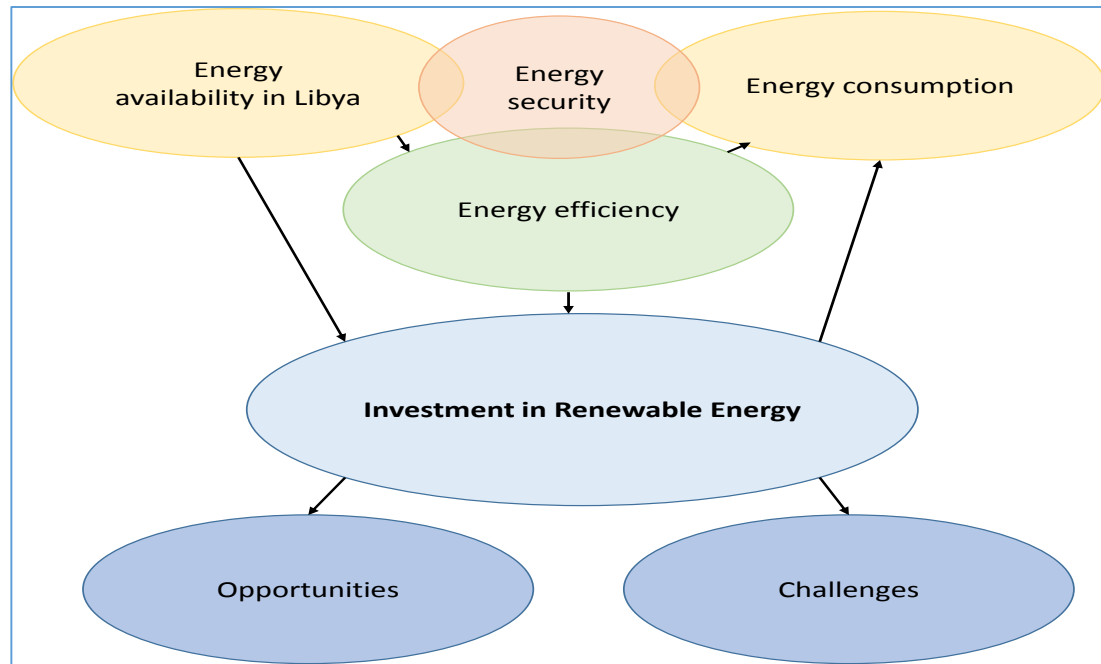 Energy
availability in Libya
Energy
security
Energy consumption
Energy efficiency
Investment in Renewable Energy
Opportunities
Challenges